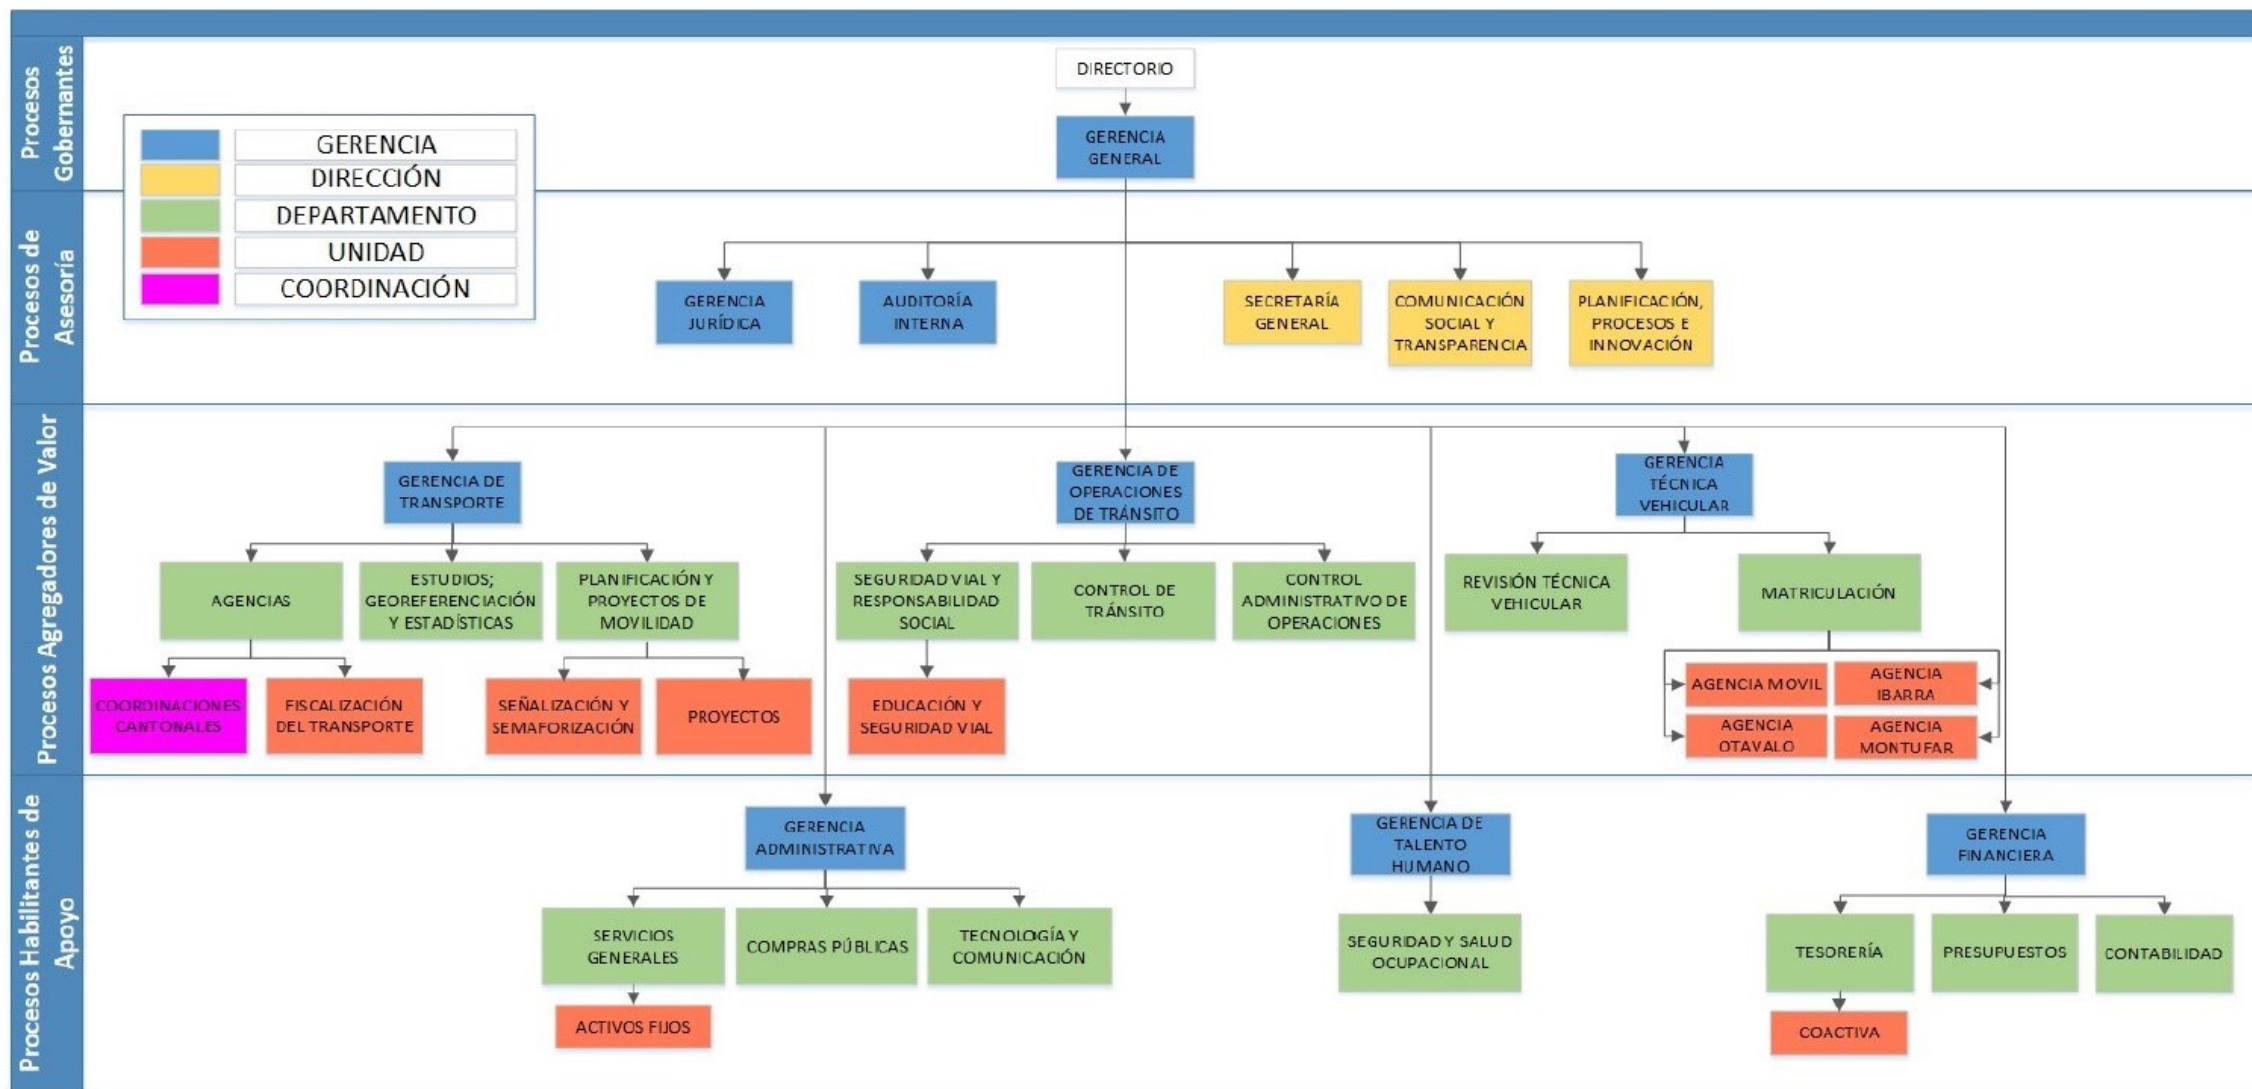 Procesos
Gobernantes
DIRECTORIO
GERENCIA
GENERAL
GERENCIA
DIRECCIÓN
DEPARTAMENTO
UNIDAD
COORDINACIÓN
Procesos de
Asesoría
GERENCIA
JURÍDICA
AUDITORÍA
INTERNA
SECRETARÍA
GENERAL
COMUNICACIÓN
SOCIAL Y
TRANSPARENCIA
PLANIFICACIÓN,
PROCESOS E
INNOVACIÓN
Procesos Agregadores de Valor
GERENCIA DE
TRANSPORTE
GERENCIA DE
OPERACIONES
DE TRÁNSITO
GERENCIA
TÉCNICA
VEHICULAR
AGENCIAS
ESTUDIOS;
GEOREFERENCIACIÓN
Y ESTADÍSTICAS
PLANIFICACIÓN Y
PROYECTOS DE
MOVILIDAD
SEGURIDAD VIAL Y
RESPONSABILIDAD
SOCIAL
CONTROL DE
TRÁNSITO
CONTROL
ADMINISTRATIVO DE
OPERACIONES
REVISIÓN TÉCNICA
VEHICULAR
MATRICULACIÓN
COORDINACIONES
CANTONALES
FISCALIZACIÓN
DEL TRANSPORTE
SEÑALIZACIÓN Y
SEMAFORIZACIÓN
PROYECTOS
EDUCACIÓN Y
SEGURIDAD VIAL
AGENCIA MOVIL
AGENCIA
IBARRA
AGENCIA
OTAVALO
AGENCIA
MONTUFAR
Procesos Habilitantes de
Apoyo
GERENCIA
ADMINISTRATIVA
GERENCIA DE
TALENTO
HUMANO
GERENCIA
FINANCIERA
SERVICIOS
GENERALES
COMPRAS PÚBLICAS
TECNOLOGÍA Y
COMUNICACIÓN
SEGURIDAD Y SALUD
OCUPACIONAL
TESORERÍA
PRESUPUESTOS
CONTABILIDAD
ACTIVOS FIJOS
COACTIVA